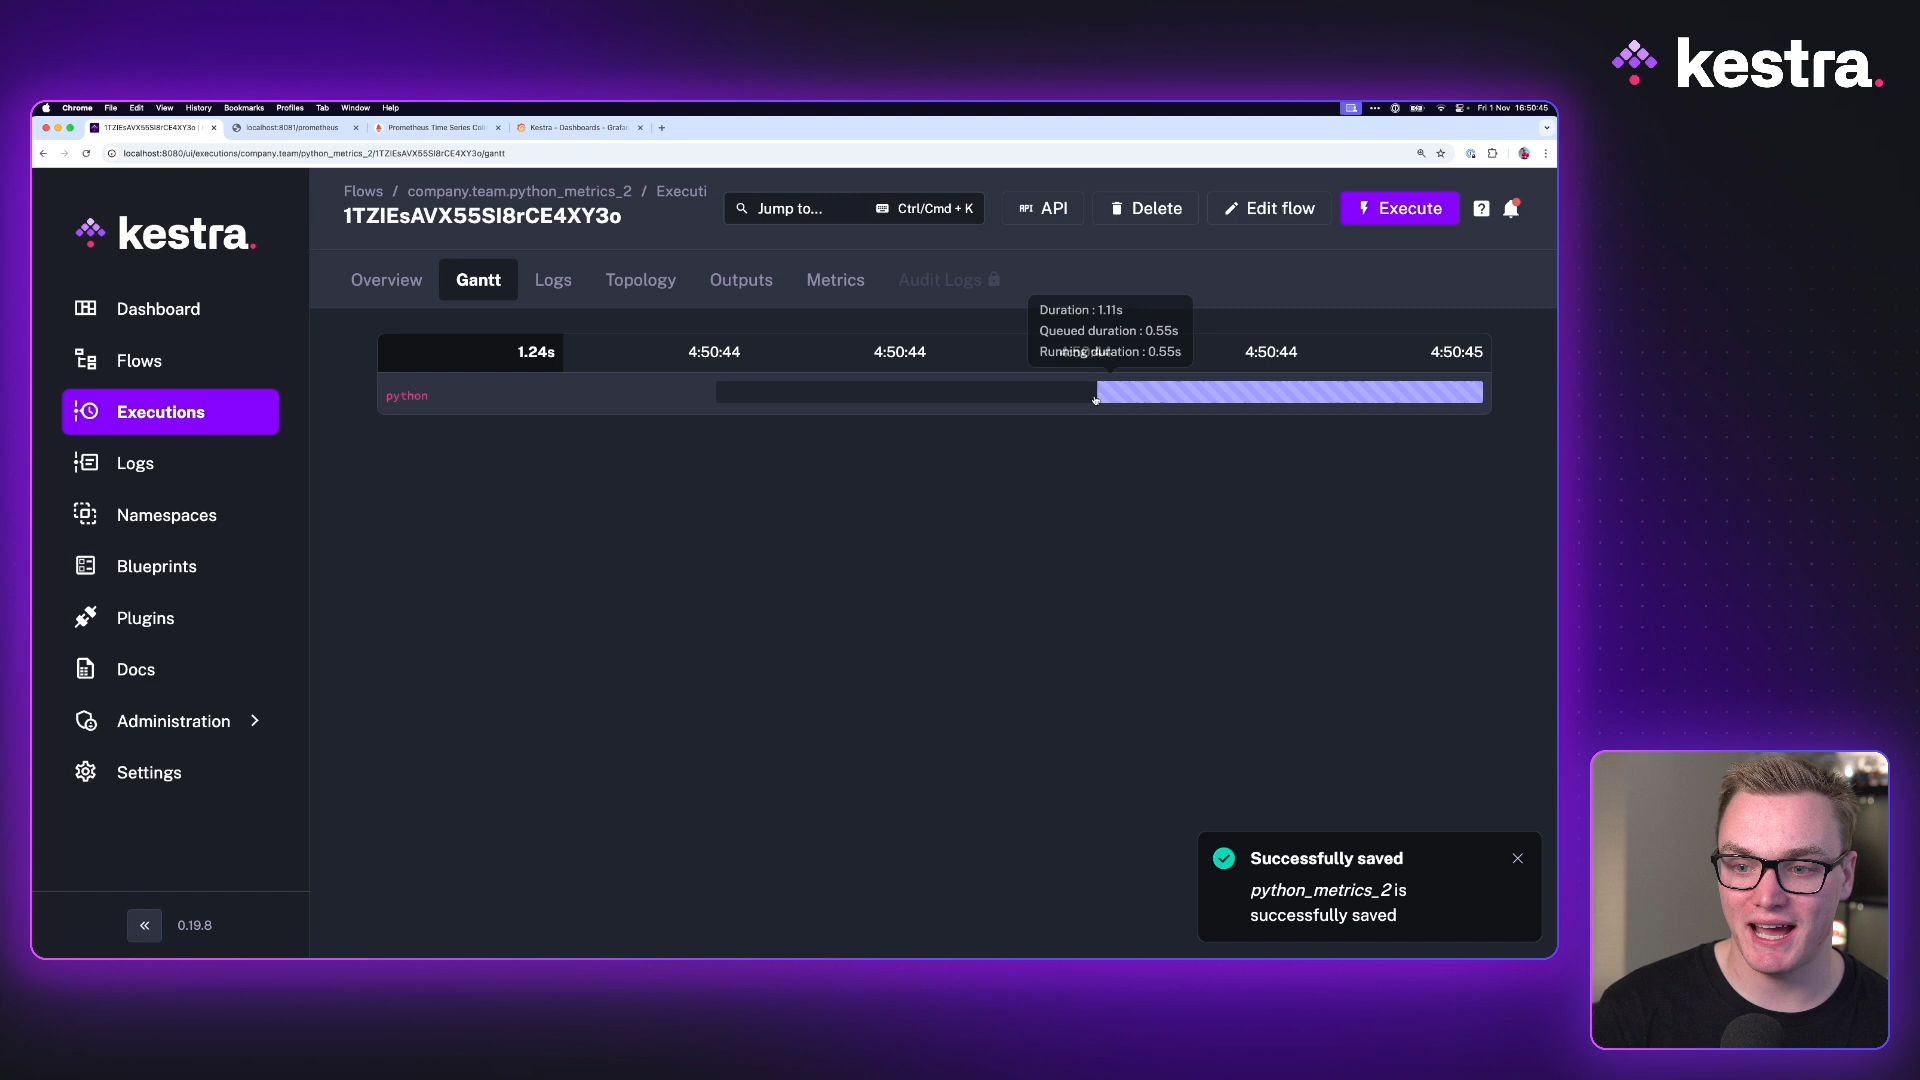 kestra.
Chrome File Edit View History Bookmarks Profiles Tab Window Help
Fri 1 Nov 16:50:45
1TZIEsAVX55SI8rCE4XY3o |
localhost:8081/prometheus
Prometheus Time Series Coll
Kestra - Dashboards - Grafan
localhost:8080/ui/executions/company.team/python_metrics_2/1TZIEsAVX55SI8rCE4XY3o/gantt
Flows / company.team.python_metrics_2 / Executi
1TZIEsAVX55SI8rCE4XY3o
Jump to... Ctrl/Cmd + K
API API
Delete
Edit flow
Execute
kestra.
Dashboard
Flows
Executions
Logs
Namespaces
Blueprints
Plugins
Docs
Administration
Settings
0.19.8
Overview Gantt Logs Topology Outputs Metrics Audit Logs
Duration : 1.11s
Queued duration : 0.55s
Running duration : 0.55s
1.24s 4:50:44 4:50:44 4:50:44 4:50:45
python
Successfully saved
python_metrics_2 is
successfully saved